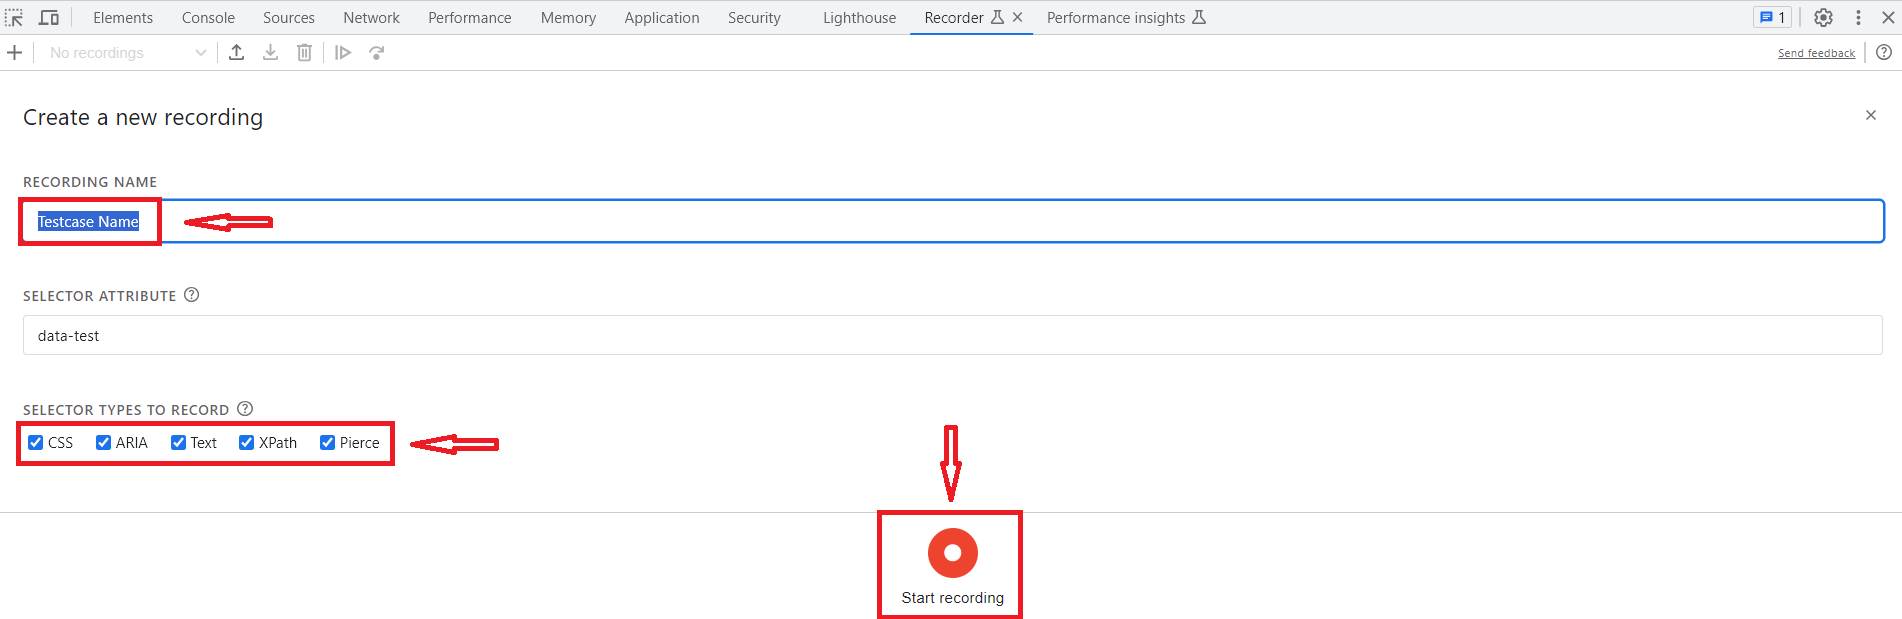 Elements Console Sources Network Performance Memory Application Security Lighthouse Recorder Performance insights 1
No recordings Send feedback
Create a new recording
RECORDING NAME
Testcase Name
SELECTOR ATTRIBUTE
data-test
SELECTOR TYPES TO RECORD
CSS ARIA Text XPath Pierce
Start recording